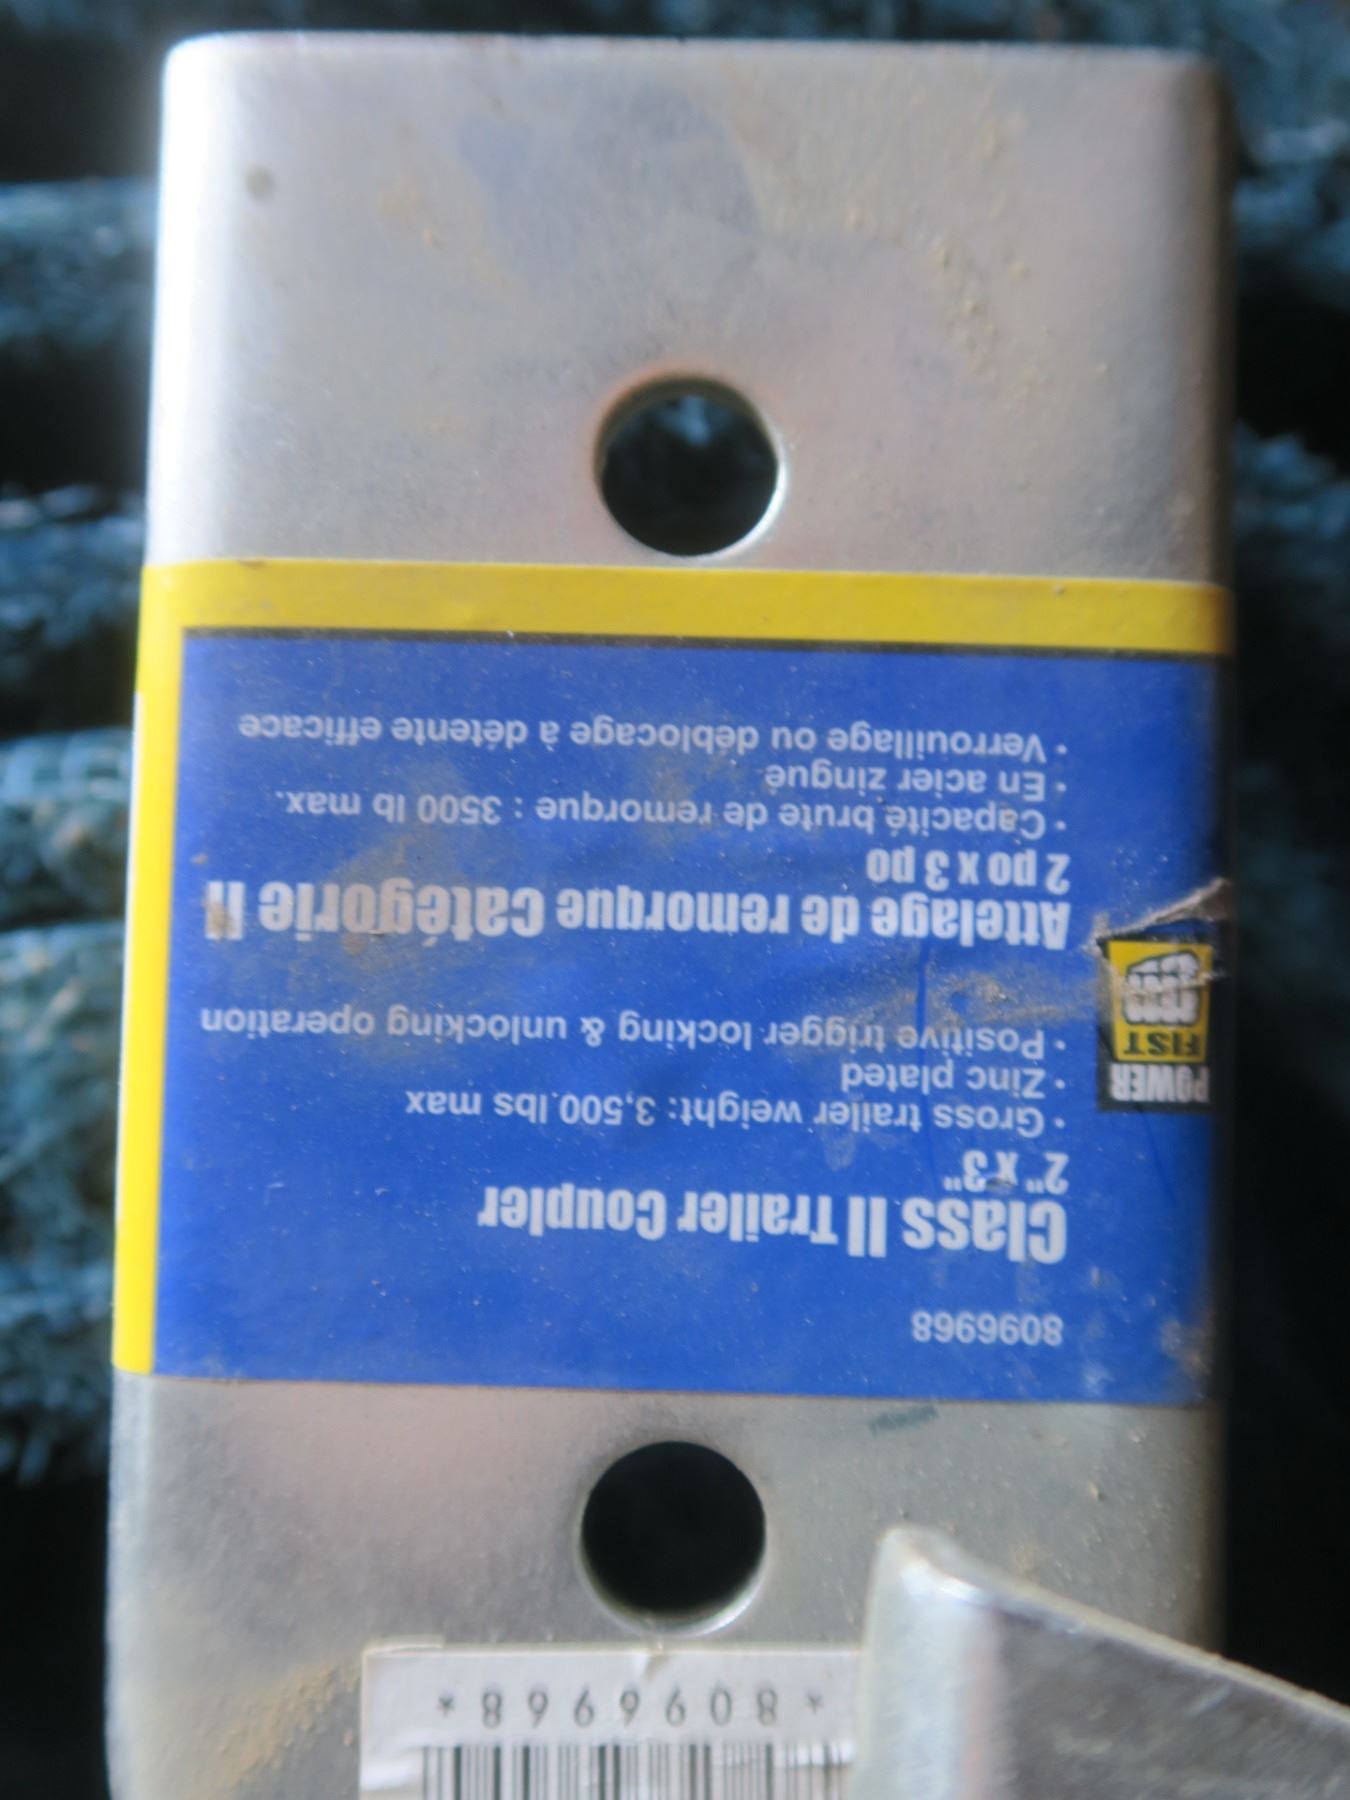 8096968
Class II Trailer Coupler
2" x 3"
• Gross trailer weight: 3,500 lbs max
• Zinc plated
• Positive trigger locking & unlocking operation
POWER
FIST
Attelage de remorque Catégorie II
2 po x 3 po
• Capacité brute de remorque : 3500 lb max.
• En acier zingué
• Verrouillage ou déblocage à détente efficace
*8096968*